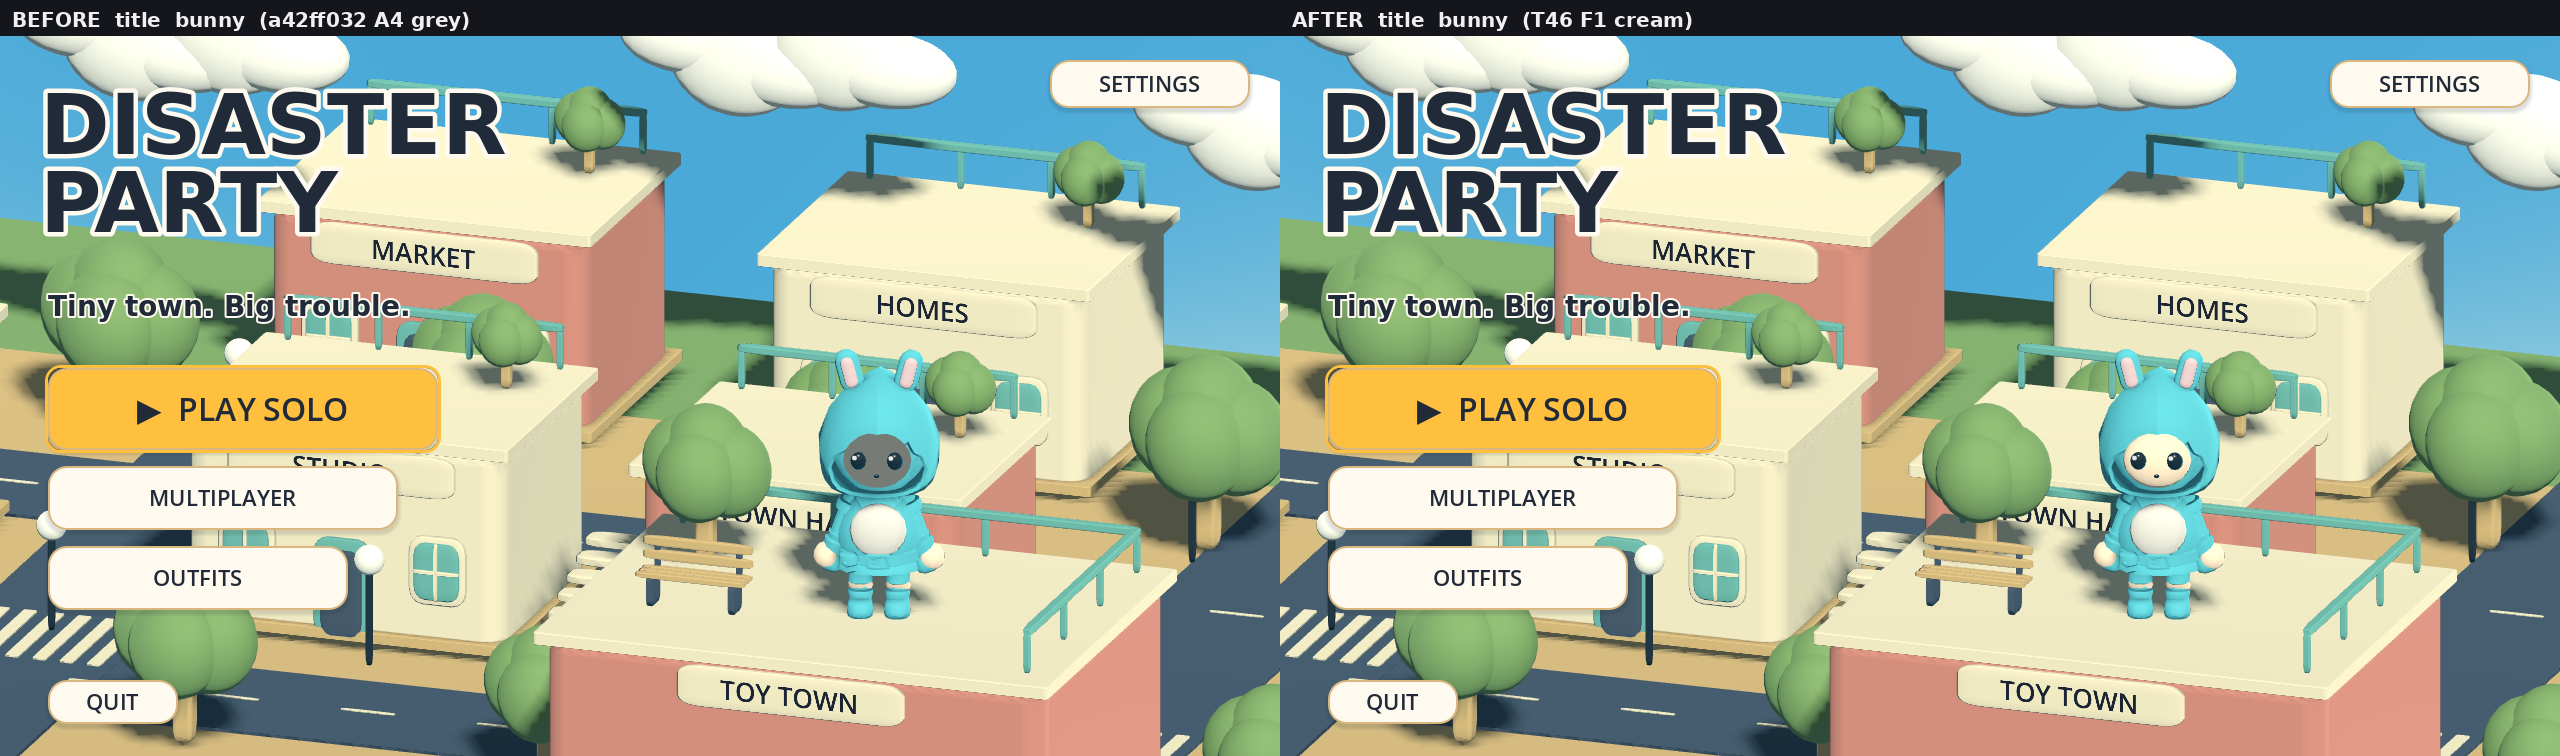 BEFORE title bunny (a42ff032 A4 grey)
DISASTER
PARTY
SETTINGS
MARKET
HOMES
Tiny town. Big trouble.
▶ PLAY SOLO
MULTIPLAYER
OUTFITS
QUIT
TOY TOWN
AFTER title bunny (T46 F1 cream)
DISASTER
PARTY
SETTINGS
MARKET
HOMES
Tiny town. Big trouble.
▶ PLAY SOLO
MULTIPLAYER
OUTFITS
QUIT
TOY TOWN